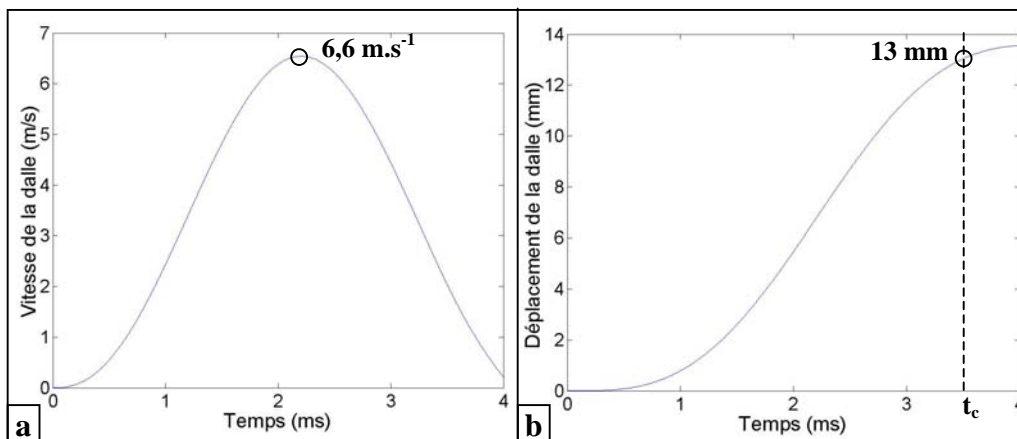 7
6
5
4
3
2
1
0
6,6 m.s-1
Vitesse de la dalle (m/s)
0 1 2 3 4
Temps (ms)
a
14
12
10
8
6
4
2
0
13 mm
Déplacement de la dalle (mm)
0 1 2 3 tc 4
Temps (ms)
b